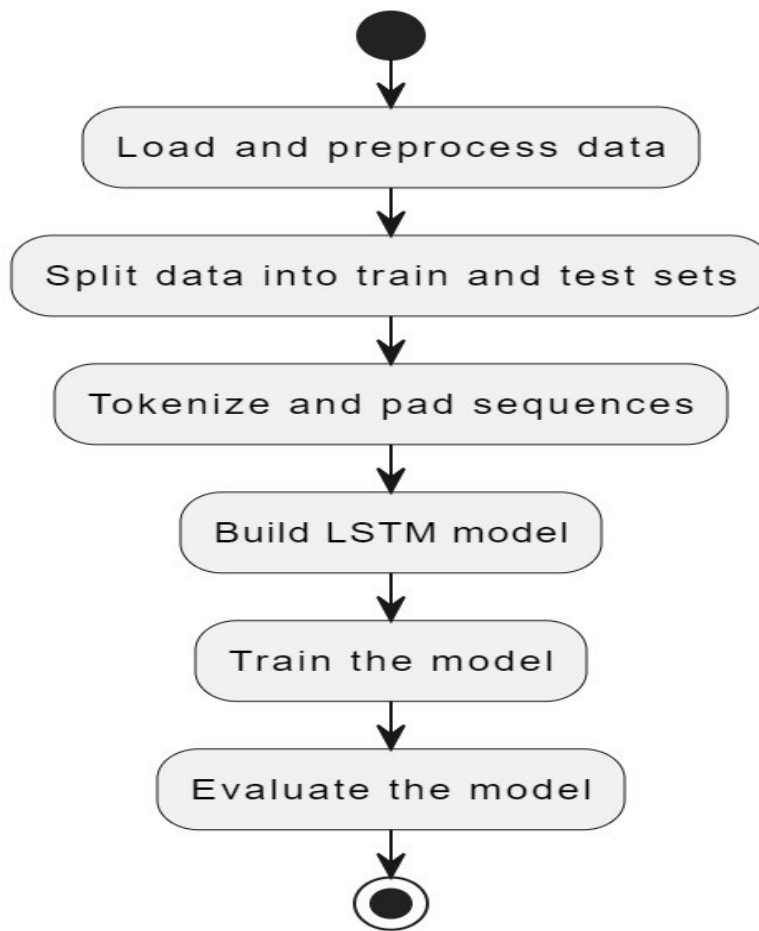 Load and preprocess data
Split data into train and test sets
Tokenize and pad sequences
Build LSTM model
Train the model
Evaluate the model